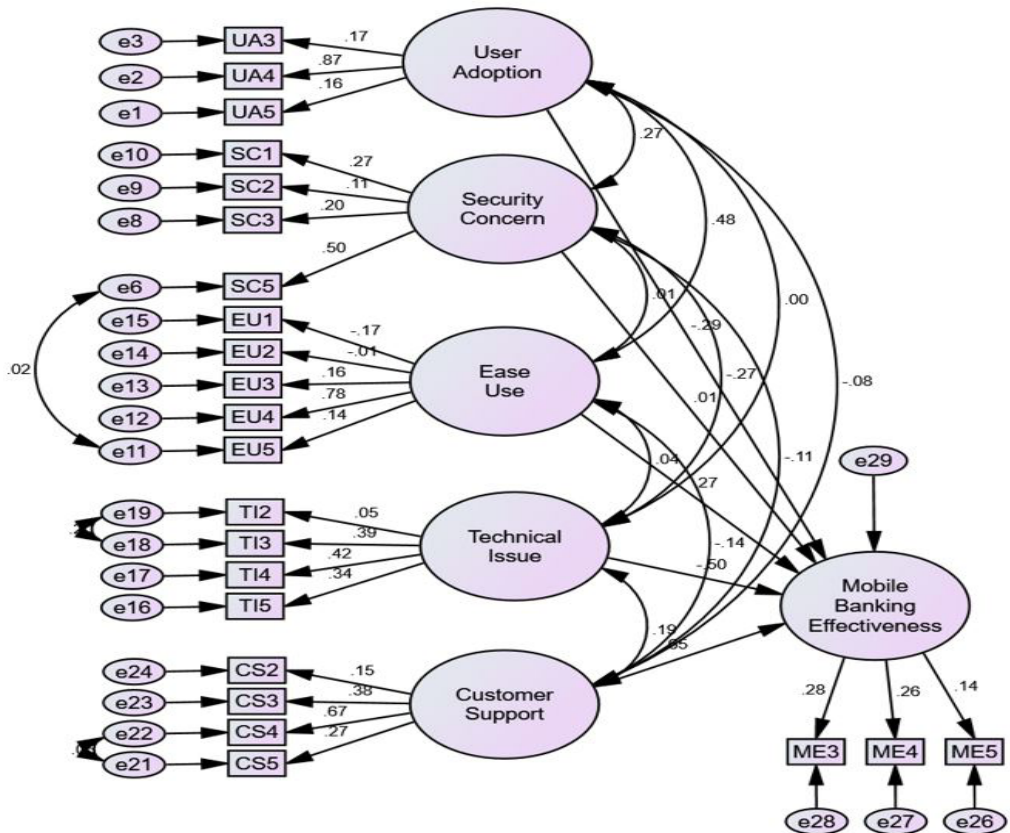 e3 UA3 .17
User
Adoption
e2 UA4 .87
e1 UA5 .16
.27
e10 SC1 .27
e9 SC2 .11
e8 SC3 .20
Security
Concern
.50
.48
e6 SC5
.01
-.29
.00
e15 EU1 -.17
e14 EU2 -.01
e13 EU3 .16
e12 EU4 .78
e11 EU5 .14
Ease
Use
.02
-.27
.01
-.08
.04
.27
-.11
e29
e19 TI2 .05
e18 TI3 .39
e17 TI4 .42
e16 TI5 .34
Technical
Issue
-.14
-.50
Mobile
Banking
Effectiveness
.19
e24 CS2 .15
e23 CS3 .38
e22 CS4 .67
e21 CS5 .27
Customer
Support
.28 .26 .14
ME3 ME4 ME5
e28 e27 e26